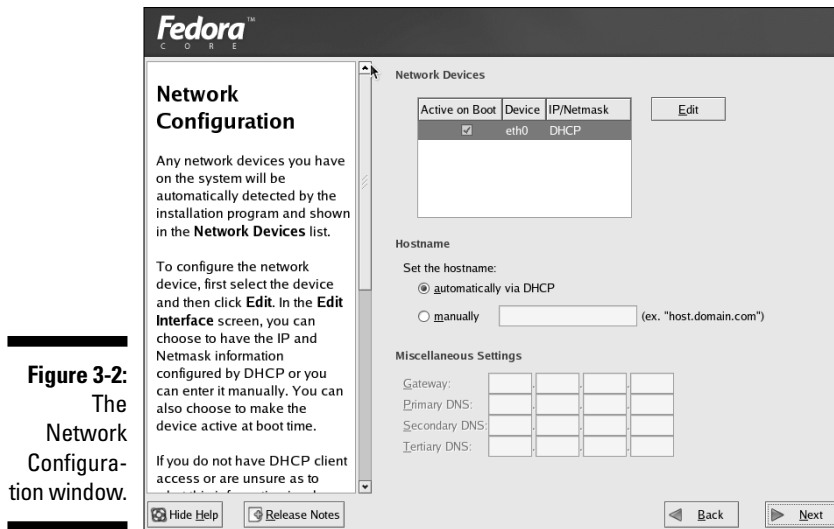 Fedora™
CORE
Network
Configuration
Any network devices you have
on the system will be
automatically detected by the
installation program and shown
in the Network Devices list.
To configure the network
device, first select the device
and then click Edit. In the Edit
Interface screen, you can
choose to have the IP and
Netmask information
configured by DHCP or you
can enter it manually. You can
also choose to make the
device active at boot time.
If you do not have DHCP client
access or are unsure as to
Network Devices
Active on Boot Device IP/Netmask
eth0 DHCP
Edit
Hostname
Set the hostname:
automatically via DHCP
manually (ex. "host.domain.com")
Miscellaneous Settings
Gateway:
Primary DNS:
Secondary DNS:
Tertiary DNS:
Hide Help Release Notes Back Next
Figure 3-2:
The
Network
Configura-
tion window.